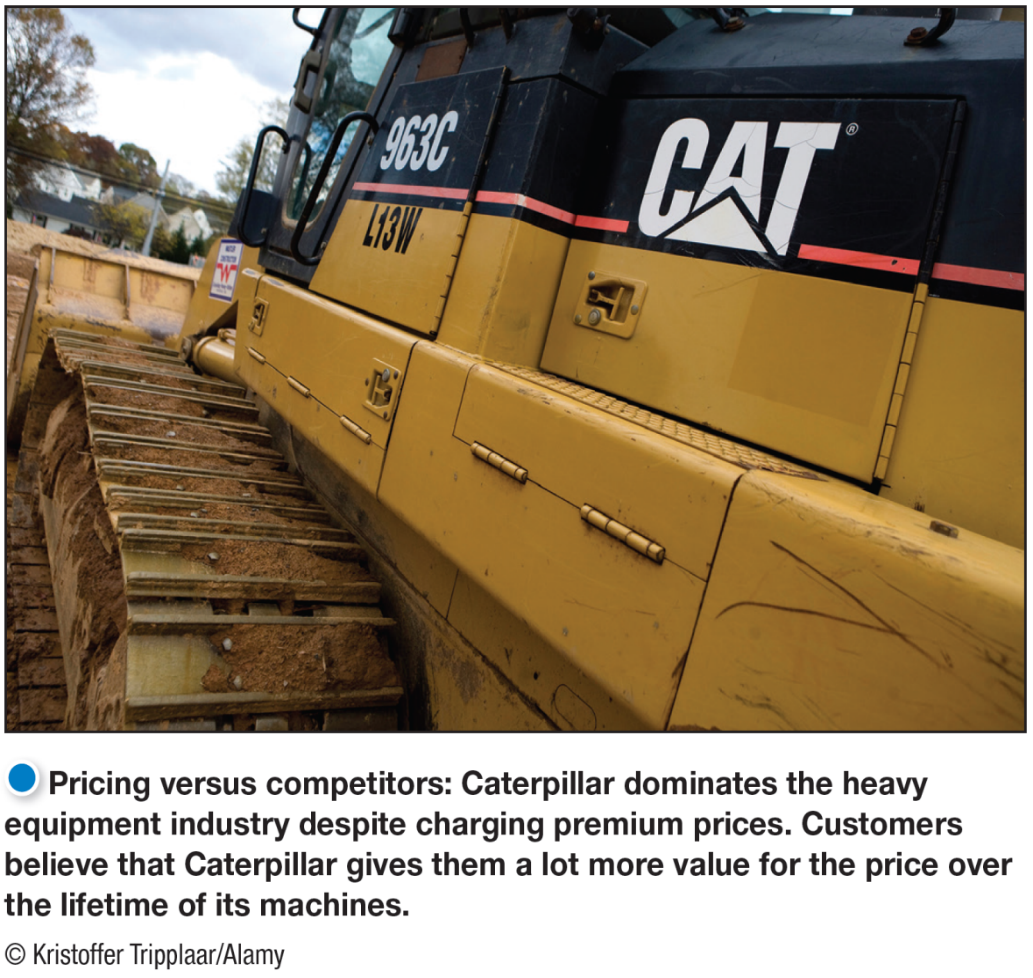 963C
CAT®
L13W
Pricing versus competitors: Caterpillar dominates the heavy
equipment industry despite charging premium prices. Customers
believe that Caterpillar gives them a lot more value for the price over
the lifetime of its machines.
© Kristoffer Tripplaar/Alamy